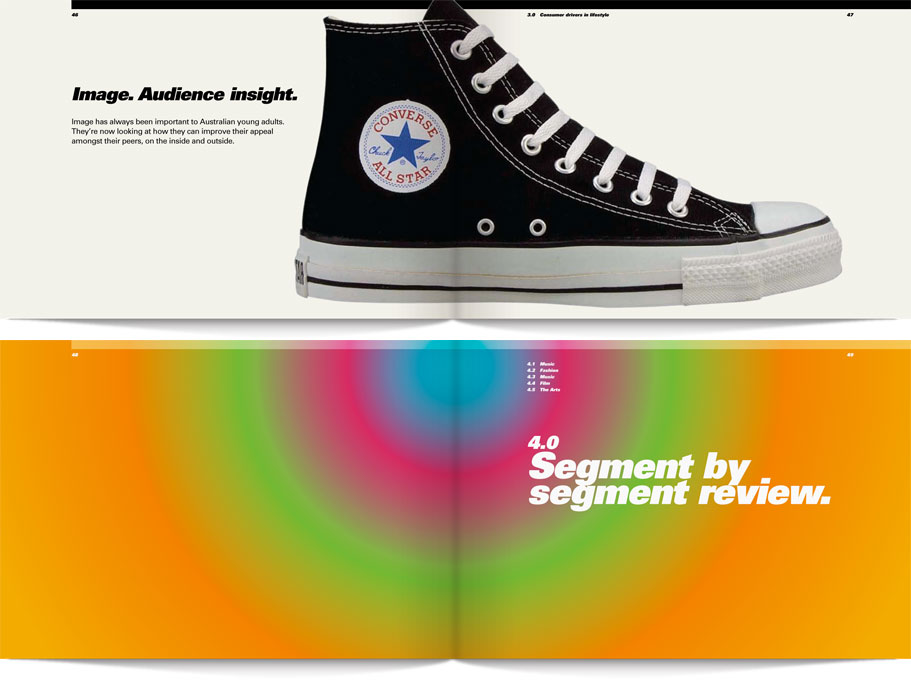 46
3.0 Consumer drivers in lifestyle
47
Image. Audience insight.
Image has always been important to Australian young adults.
They're now looking at how they can improve their appeal
amongst their peers, on the inside and outside.
CONVERSE
Chuck Taylor
®
ALL STAR
TAR
48
49
4.1 Music
4.2 Fashion
4.3 Music
4.4 Film
4.5 The Arts
4.0
Segment by
segment review.